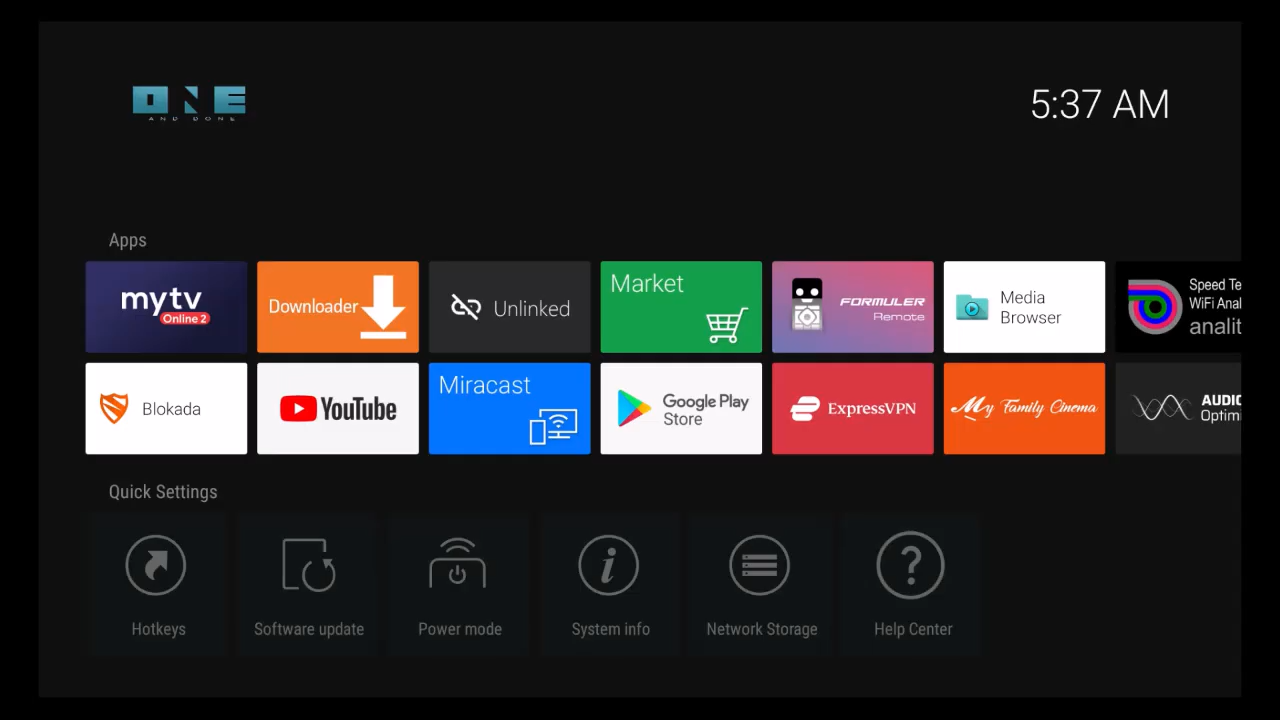 ONE
AND DONE
5:37 AM
Apps
mytv
Online 2
Downloader
Unlinked
Market
FORMULER
Remote
Media
Browser
Speed Te
WiFi Anal
analit
Blokada
YouTube
Miracast
Google Play
Store
ExpressVPN
My Family Cinema
AUDIO
Optimi
Quick Settings
Hotkeys
Software update
Power mode
System info
Network Storage
Help Center